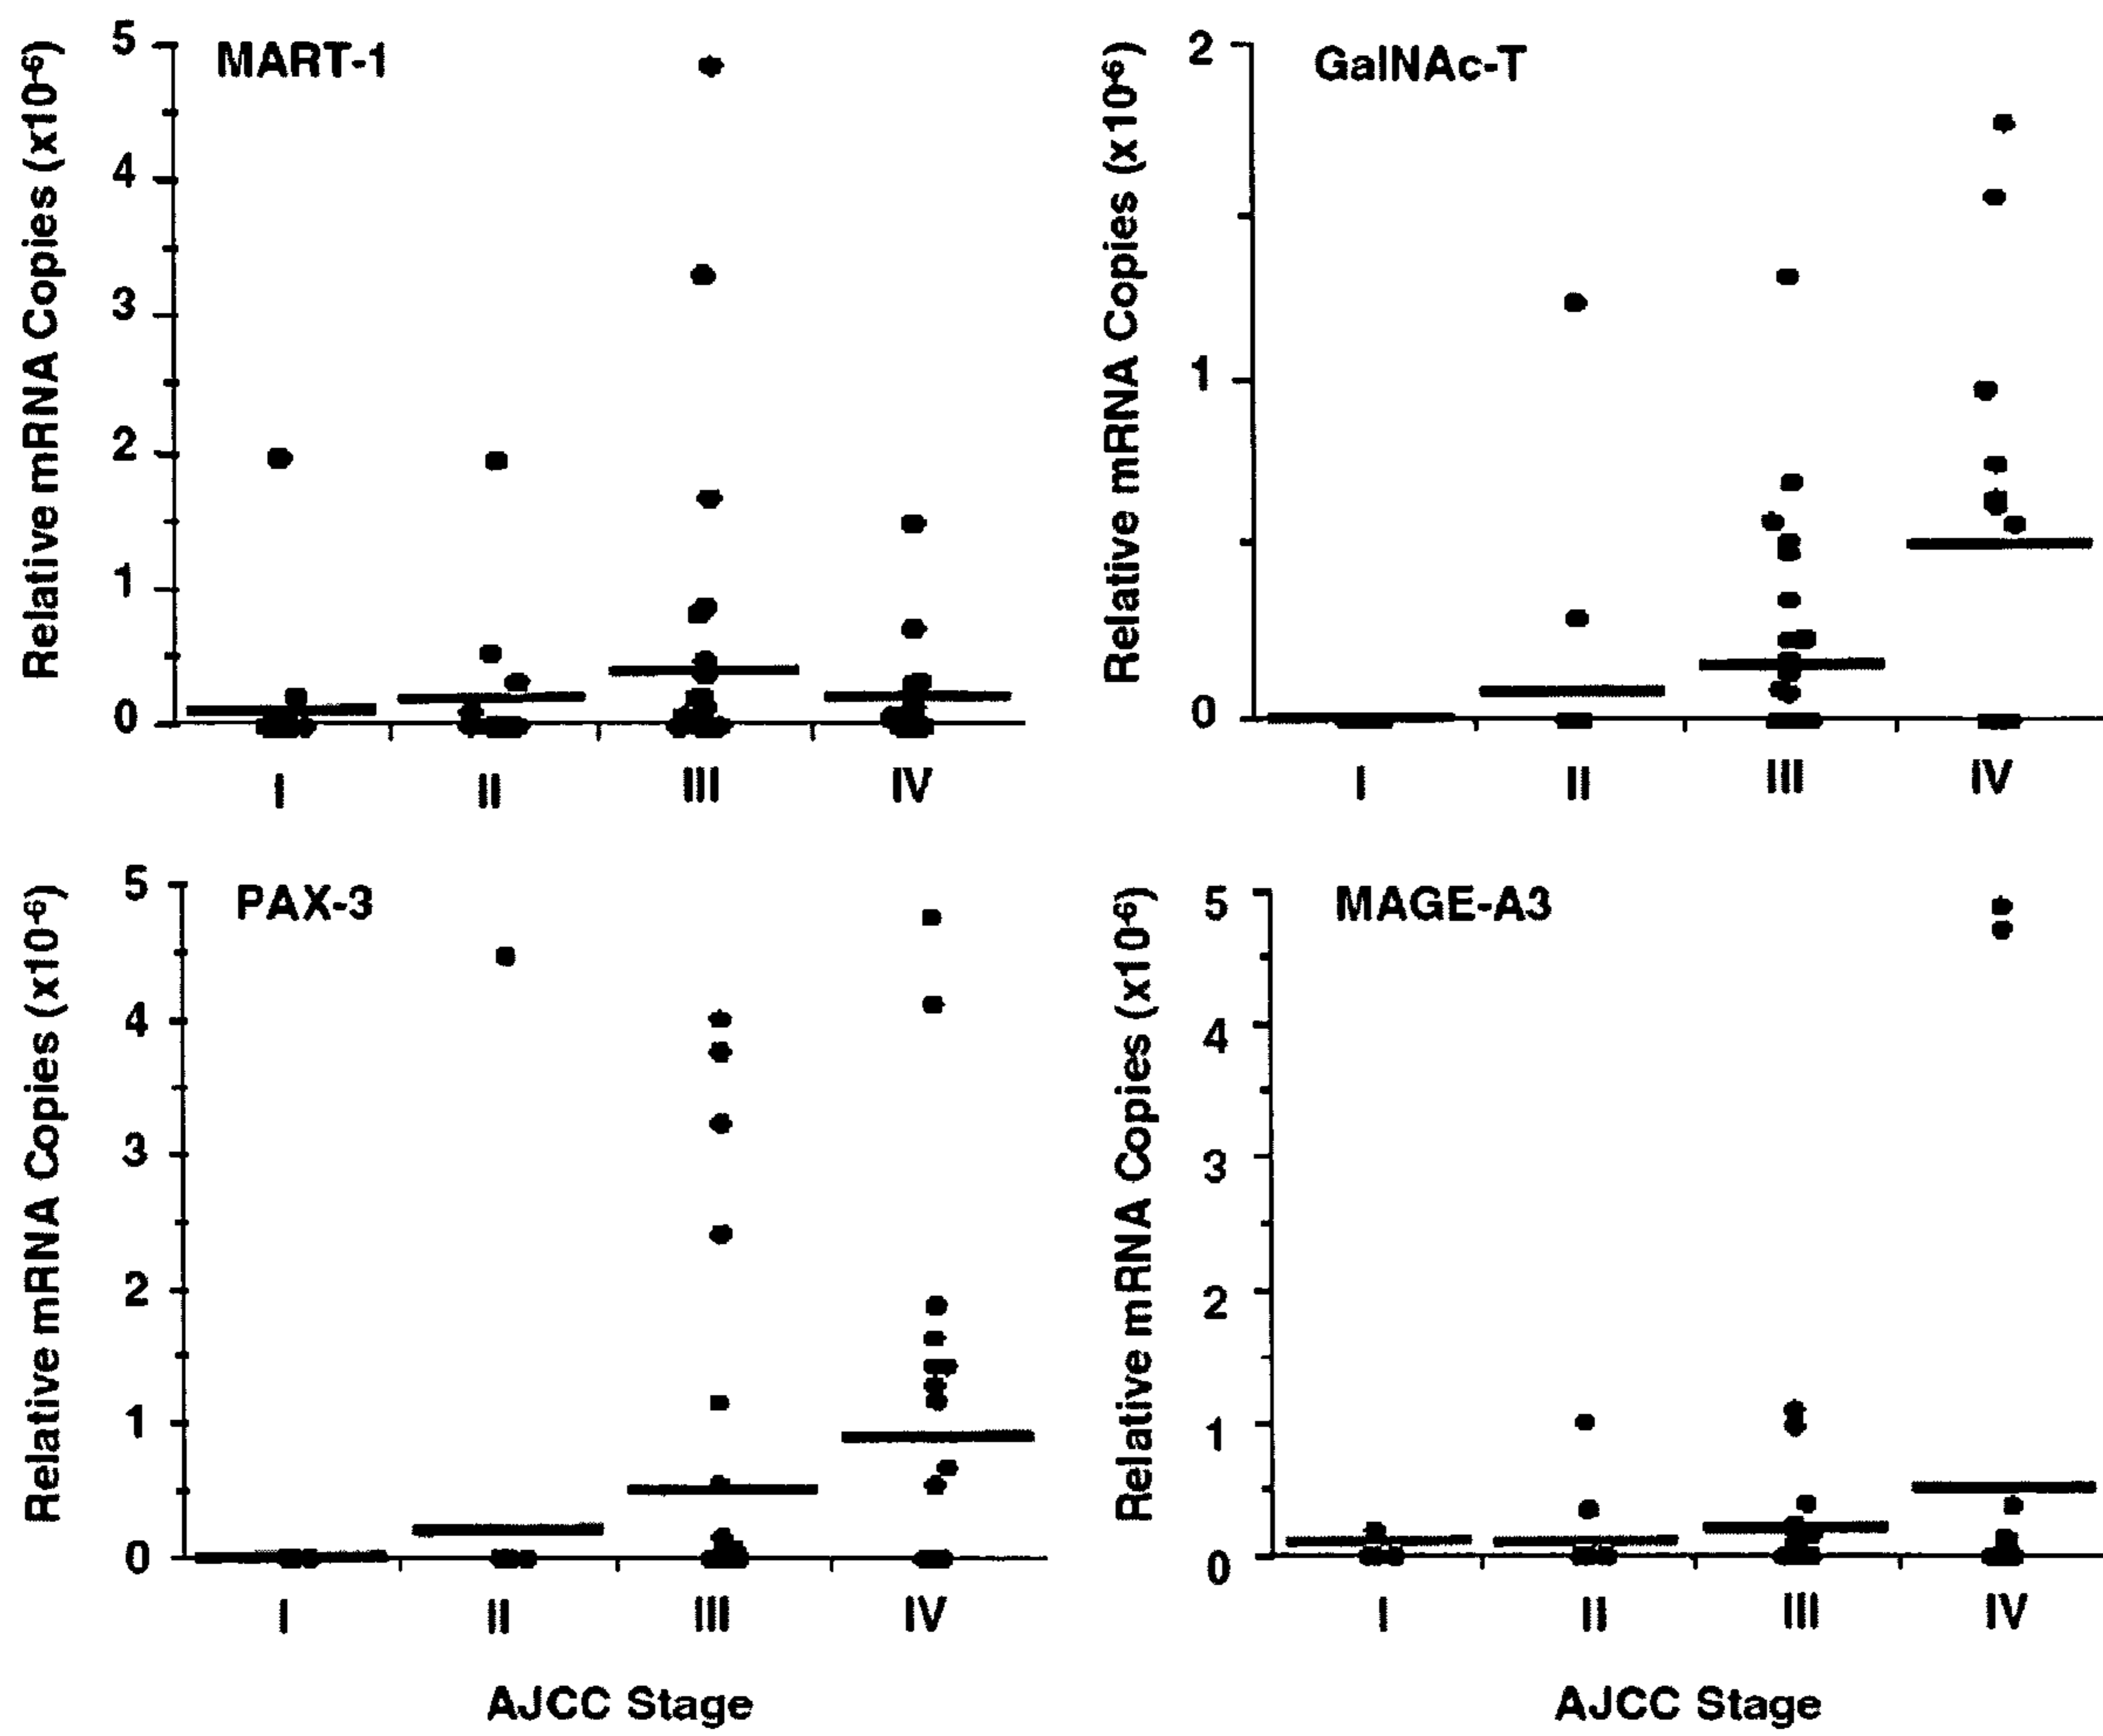 MART-1
Relative mRNA Copies (x10-6)
5
4
3
2
1
0
I II III IV
GalNAc-T
Relative mRNA Copies (x10-6)
2
1
0
I II III IV
PAX-3
Relative mRNA Copies (x10-6)
5
4
3
2
1
0
I II III IV
AJCC Stage
MAGE-A3
Relative mRNA Copies (x10-6)
5
4
3
2
1
0
I II III IV
AJCC Stage